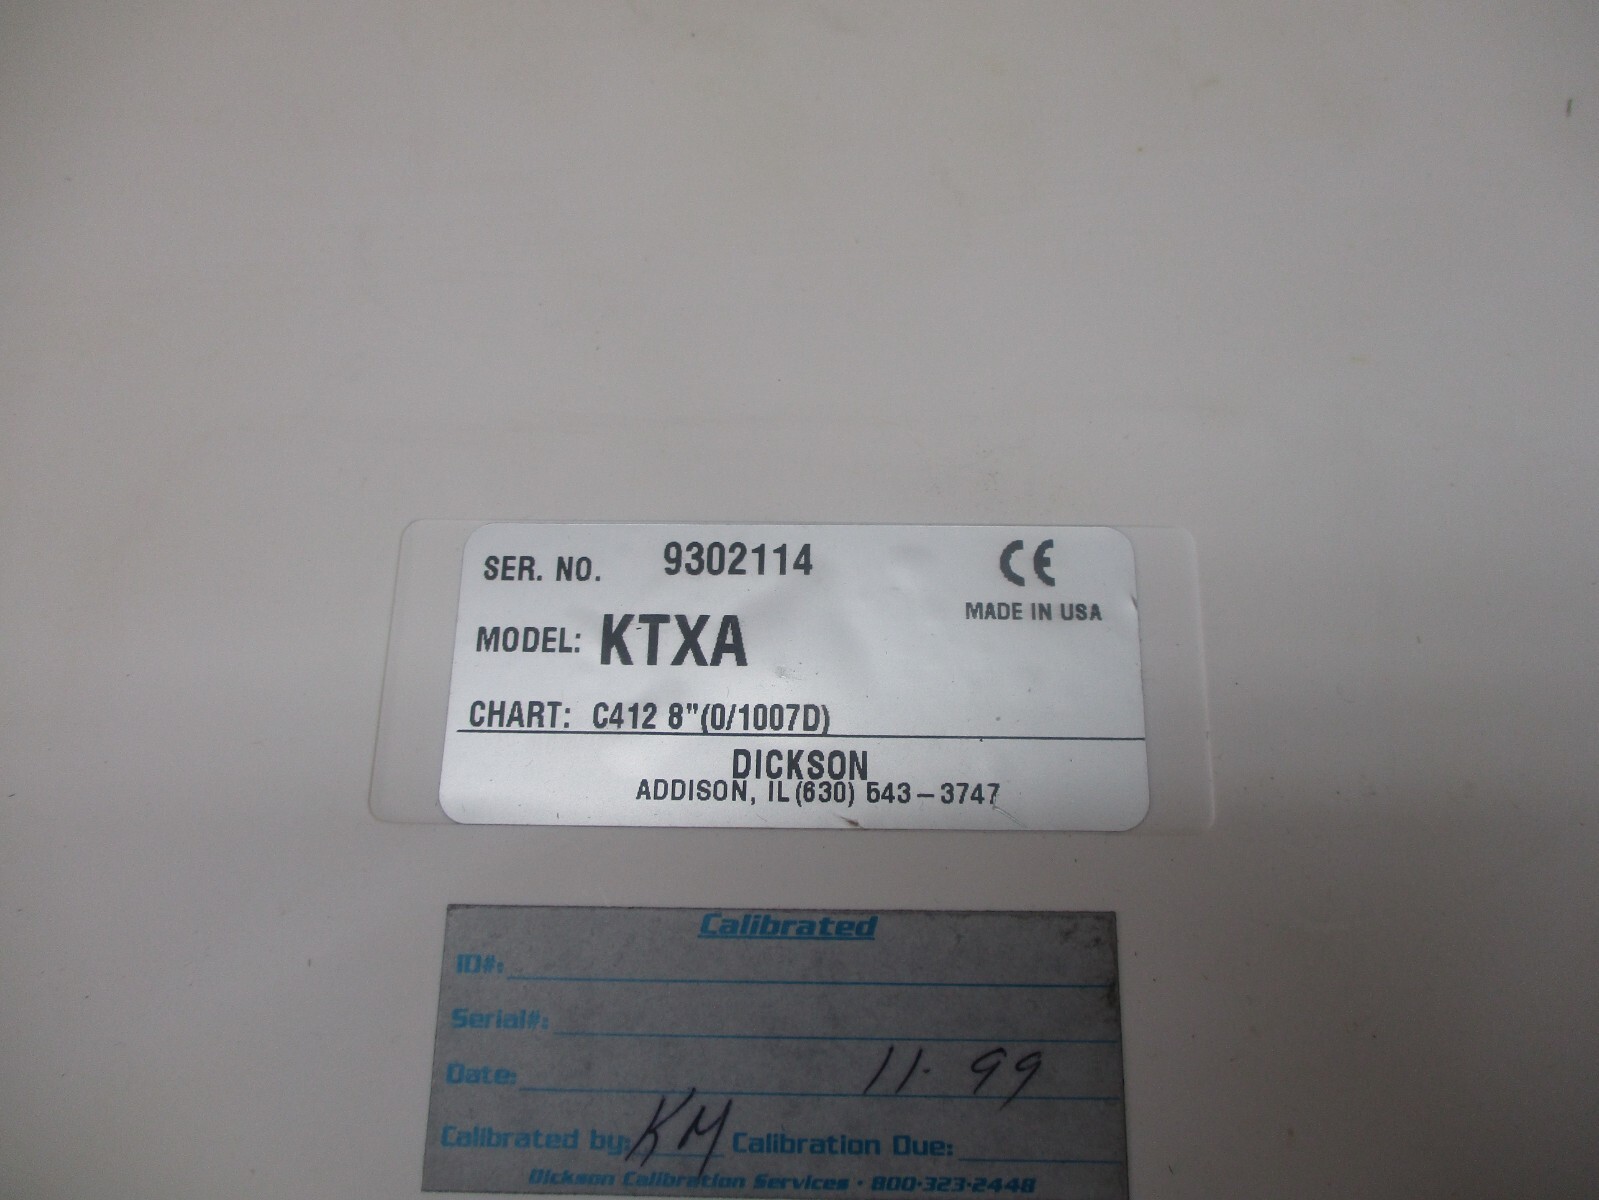 SER. NO. 9302114 CE
MADE IN USA
MODEL: KTXA
CHART: C412 8"(0/1007D)
DICKSON
ADDISON, IL (630) 543-3747
Calibrated
ID#:
Serial#:
Date: 11-99
Calibrated by: KM Calibration Due:
Dickson Calibration Services · 800·323·2448